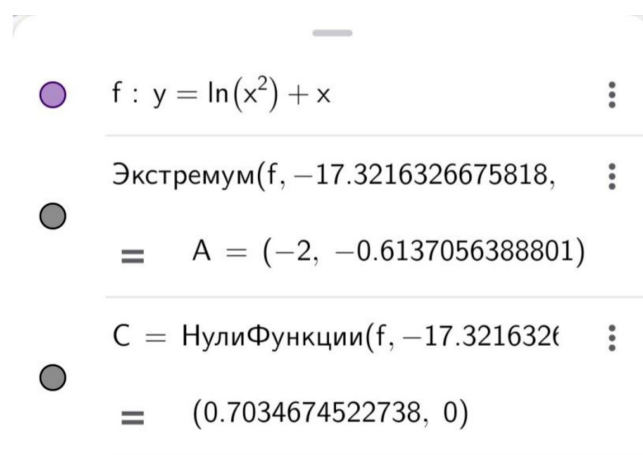 f : y = ln(x²) + x
Экстремум(f, −17.3216326675818,
= A = (−2, −0.6137056388801)
C = НулиФункции(f, −17.321632
= (0.7034674522738, 0)